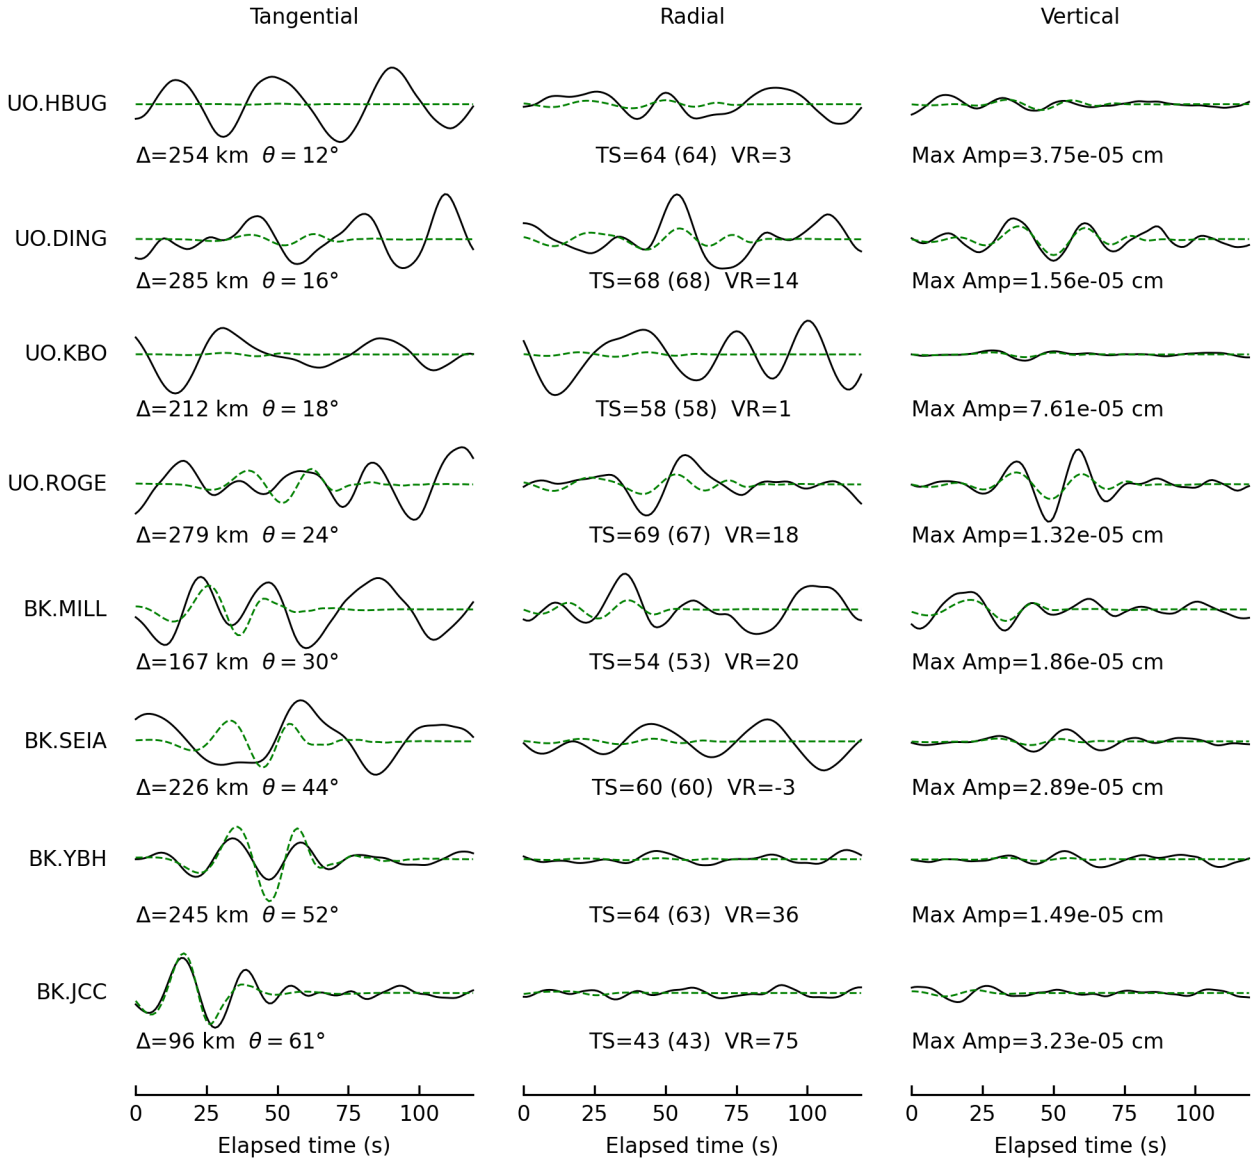 Tangential Radial Vertical
UO.HBUG
Δ=254 km θ = 12° TS=64 (64) VR=3 Max Amp=3.75e-05 cm
UO.DING
Δ=285 km θ = 16° TS=68 (68) VR=14 Max Amp=1.56e-05 cm
UO.KBO
Δ=212 km θ = 18° TS=58 (58) VR=1 Max Amp=7.61e-05 cm
UO.ROGE
Δ=279 km θ = 24° TS=69 (67) VR=18 Max Amp=1.32e-05 cm
BK.MILL
Δ=167 km θ = 30° TS=54 (53) VR=20 Max Amp=1.86e-05 cm
BK.SEIA
Δ=226 km θ = 44° TS=60 (60) VR=-3 Max Amp=2.89e-05 cm
BK.YBH
Δ=245 km θ = 52° TS=64 (63) VR=36 Max Amp=1.49e-05 cm
BK.JCC
Δ=96 km θ = 61° TS=43 (43) VR=75 Max Amp=3.23e-05 cm
0 25 50 75 100 0 25 50 75 100 0 25 50 75 100
Elapsed time (s) Elapsed time (s) Elapsed time (s)